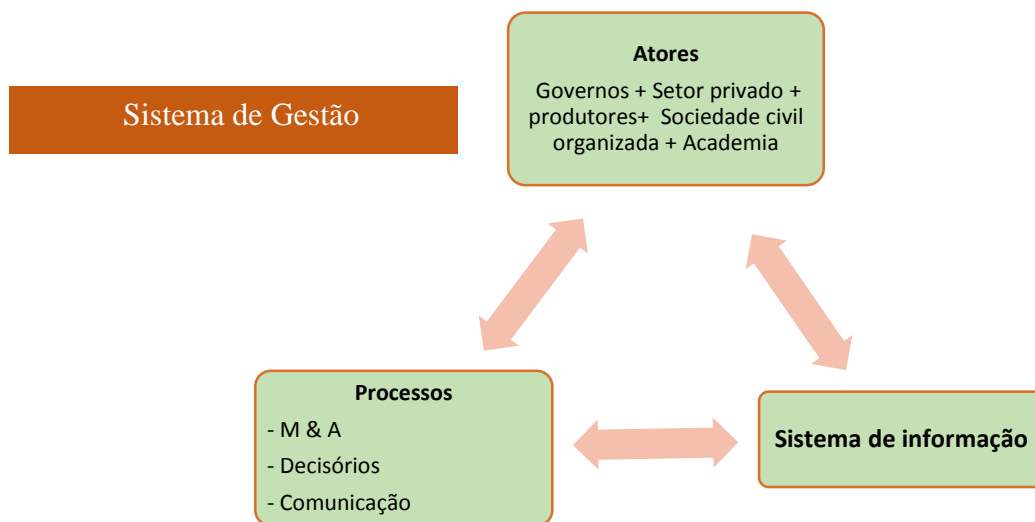 Sistema de Gestão
Atores
Governos + Setor privado +
produtores+ Sociedade civil
organizada + Academia
Processos
- M & A
- Decisórios
- Comunicação
Sistema de informação